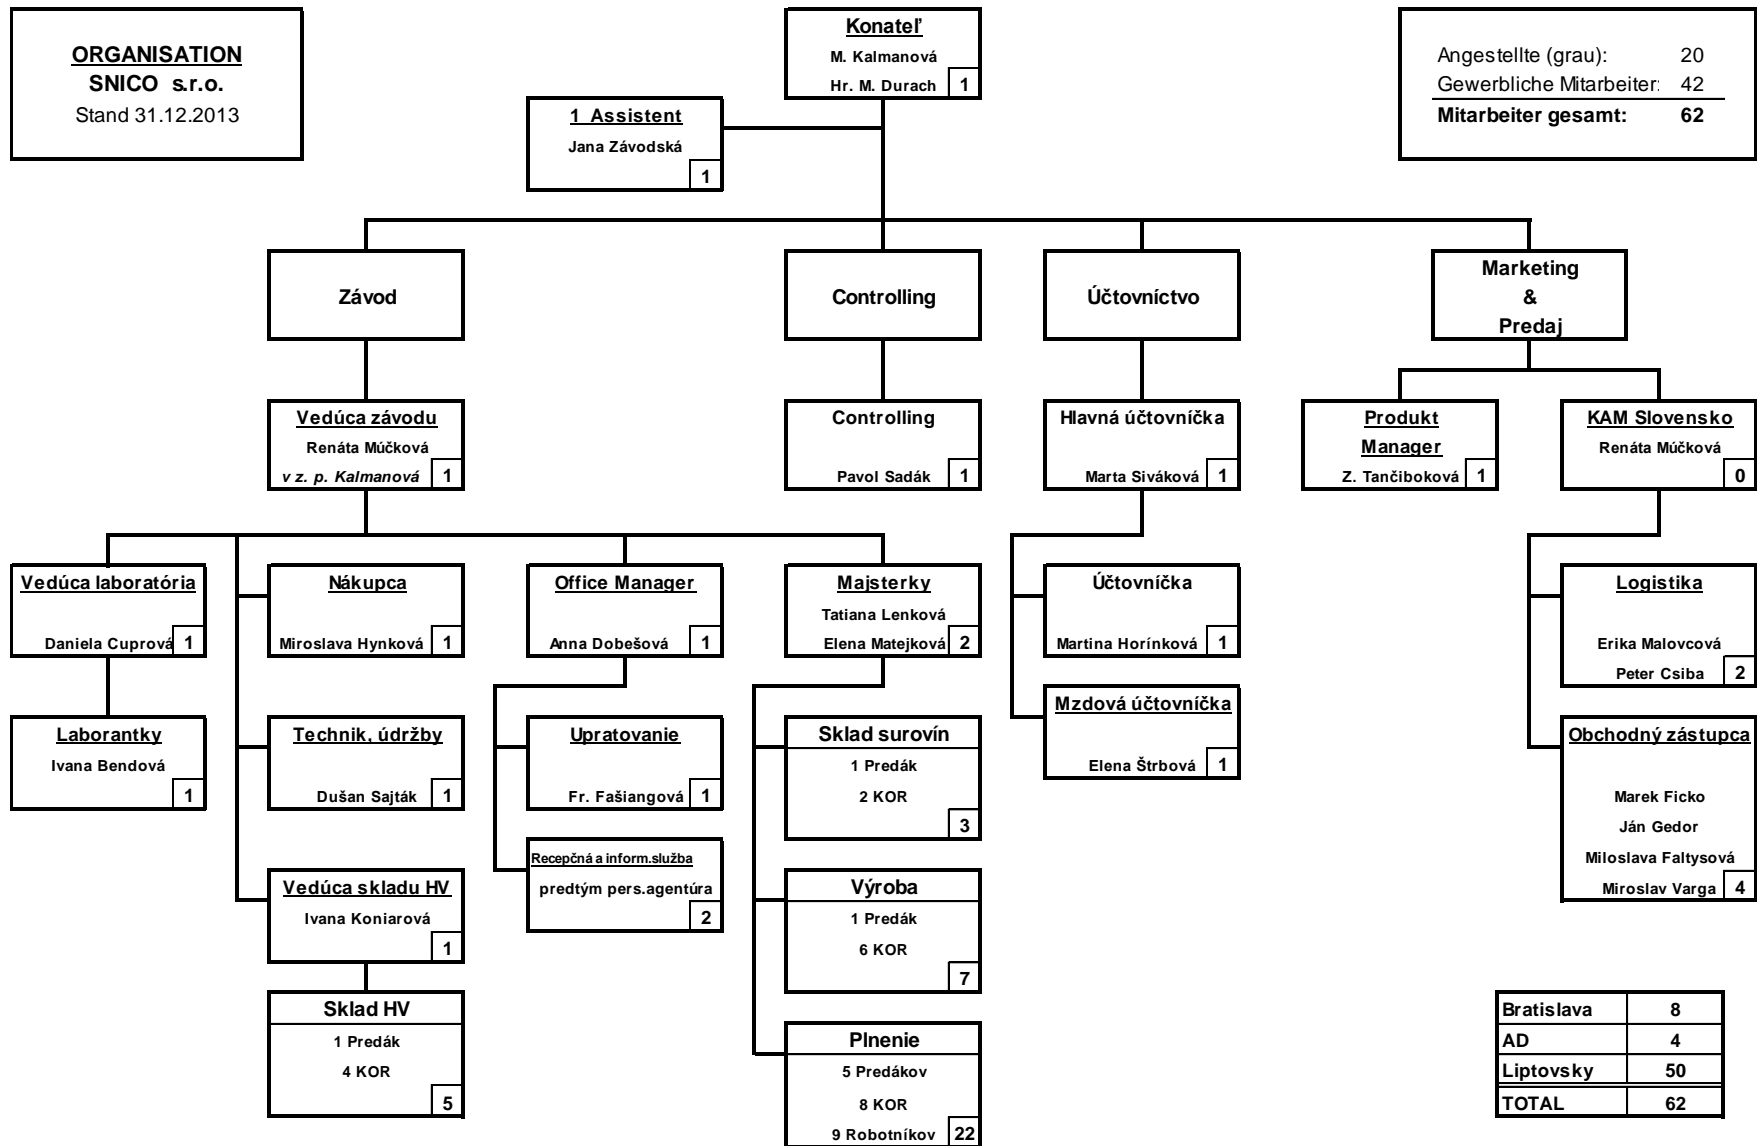 ORGANISATION
SNICO s.r.o.
Stand 31.12.2013
Konateľ
M. Kalmanová
Hr. M. Durach 1
Angestellte (grau): 20
Gewerbliche Mitarbeiter: 42
Mitarbeiter gesamt: 62
1 Assistent
Jana Závodská
1
Závod
Controlling
Účtovníctvo
Marketing
&
Predaj
Vedúca závodu
Renáta Múčková
v z. p. Kalmanová 1
Controlling
Pavol Sadák 1
Hlavná účtovníčka
Marta Siváková 1
Produkt
Manager
Z. Tančiboková 1
KAM Slovensko
Renáta Múčková
0
Vedúca laboratória
Daniela Cuprová 1
Nákupca
Miroslava Hynková 1
Office Manager
Anna Dobešová 1
Majsterky
Tatiana Lenková
Elena Matejková 2
Účtovníčka
Martina Horínková 1
Logistika
Erika Malovcová
Peter Csiba 2
Laborantky
Ivana Bendová
1
Technik, údržby
Dušan Sajták 1
Upratovanie
Fr. Fašiangová 1
Sklad surovín
1 Predák
2 KOR
3
Mzdová účtovníčka
Elena Štrbová 1
Obchodný zástupca
Marek Ficko
Ján Gedor
Miloslava Faltysová
Miroslav Varga 4
Vedúca skladu HV
Ivana Koniarová
1
Recepčná a inform.služba
predtým pers.agentúra
2
Výroba
1 Predák
6 KOR
7
Sklad HV
1 Predák
4 KOR
5
Plnenie
5 Predákov
8 KOR
9 Robotníkov 22
Bratislava 8
AD 4
Liptovsky 50
TOTAL 62